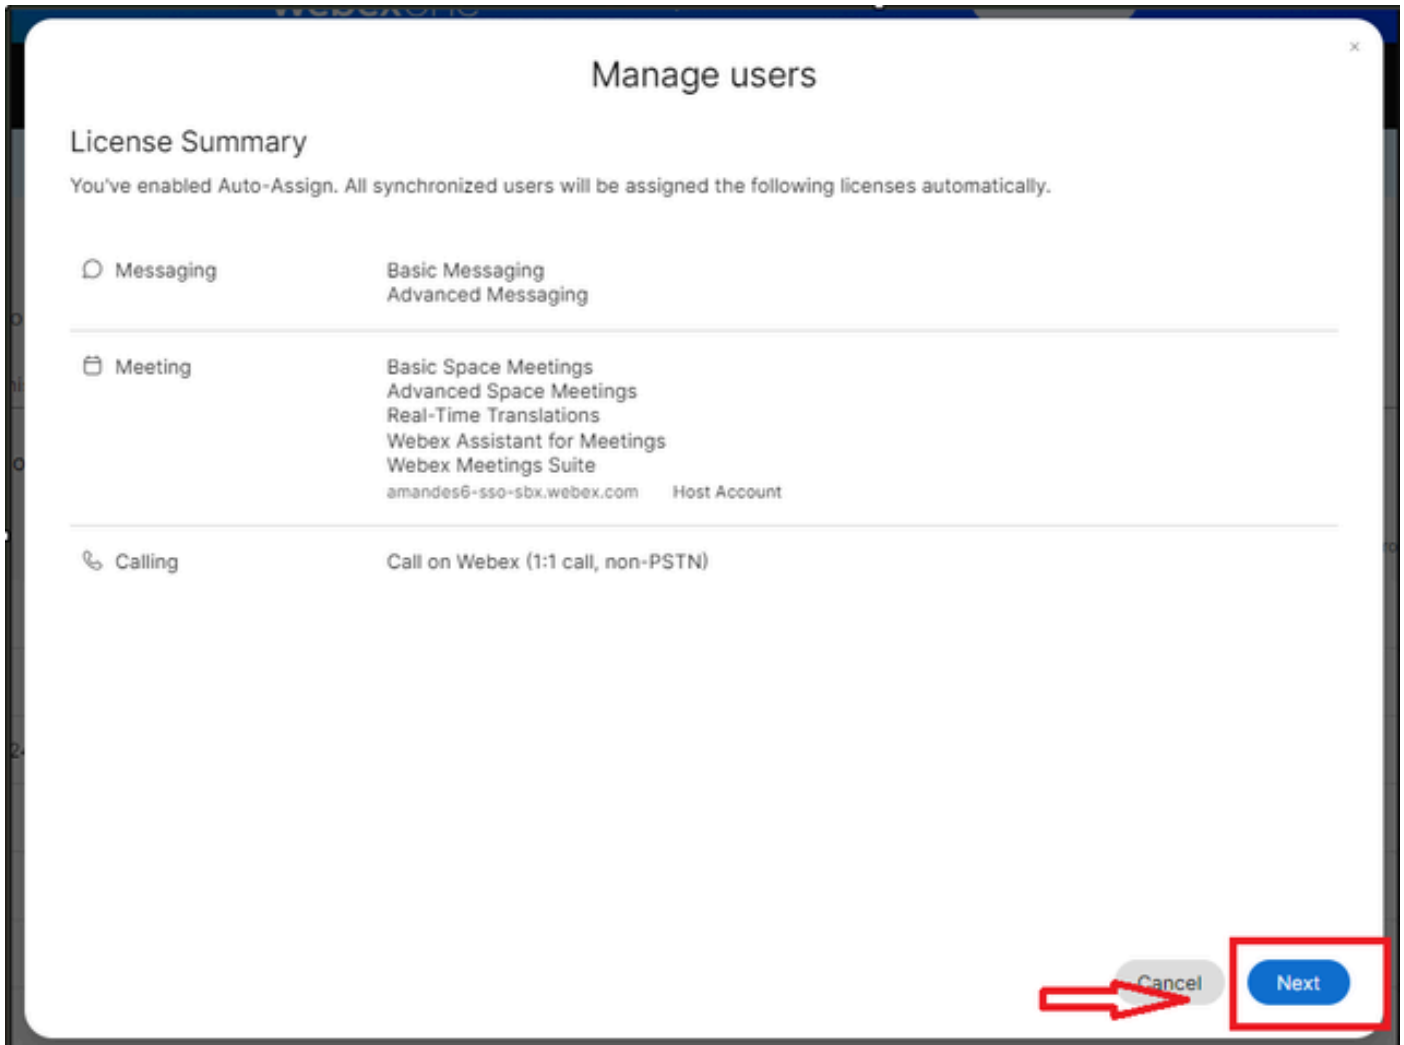 Manage users
License Summary
You've enabled Auto-Assign. All synchronized users will be assigned the following licenses automatically.
Messaging
Basic Messaging
Advanced Messaging
Meeting
Basic Space Meetings
Advanced Space Meetings
Real-Time Translations
Webex Assistant for Meetings
Webex Meetings Suite
amandes6-sso-sbx.webex.com Host Account
Calling
Call on Webex (1:1 call, non-PSTN)
Cancel
Next